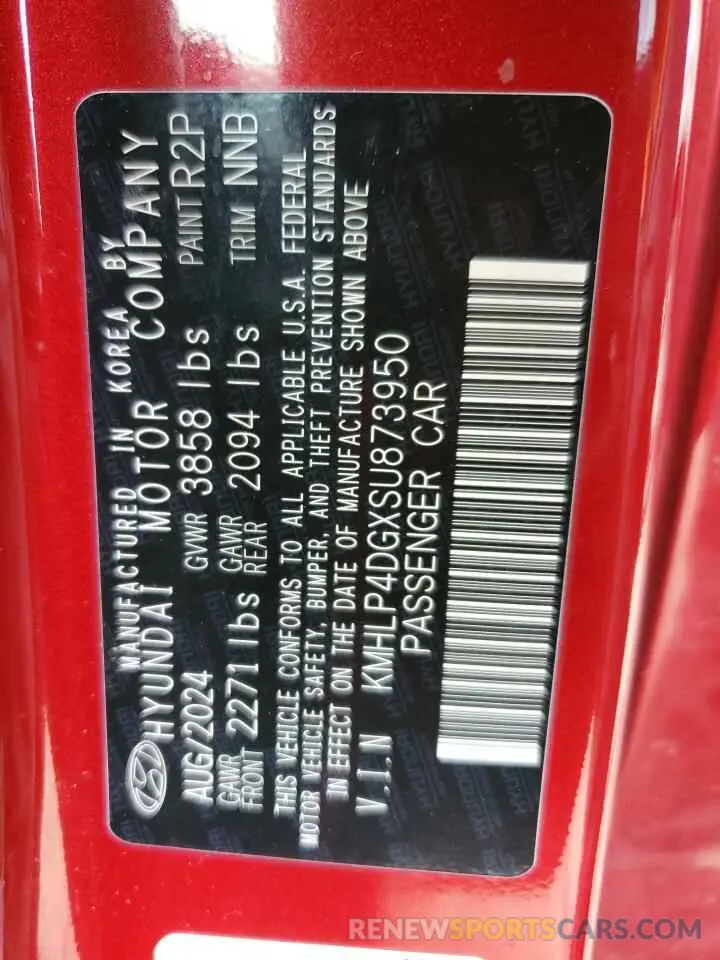 MANUFACTURED IN KOREA BY
HYUNDAI MOTOR COMPANY
AUG/2024 GVWR 3858 lbs PAINT R2P
GAWR FRONT 2271 lbs GAWR REAR 2094 lbs TRIM NNB
THIS VEHICLE CONFORMS TO ALL APPLICABLE U.S.A. FEDERAL
MOTOR VEHICLE SAFETY, BUMPER, AND THEFT PREVENTION STANDARDS
IN EFFECT ON THE DATE OF MANUFACTURE SHOWN ABOVE
V.I.N KMHLP4DGXSU873950
PASSENGER CAR
RENEWSPORTSCARS.COM